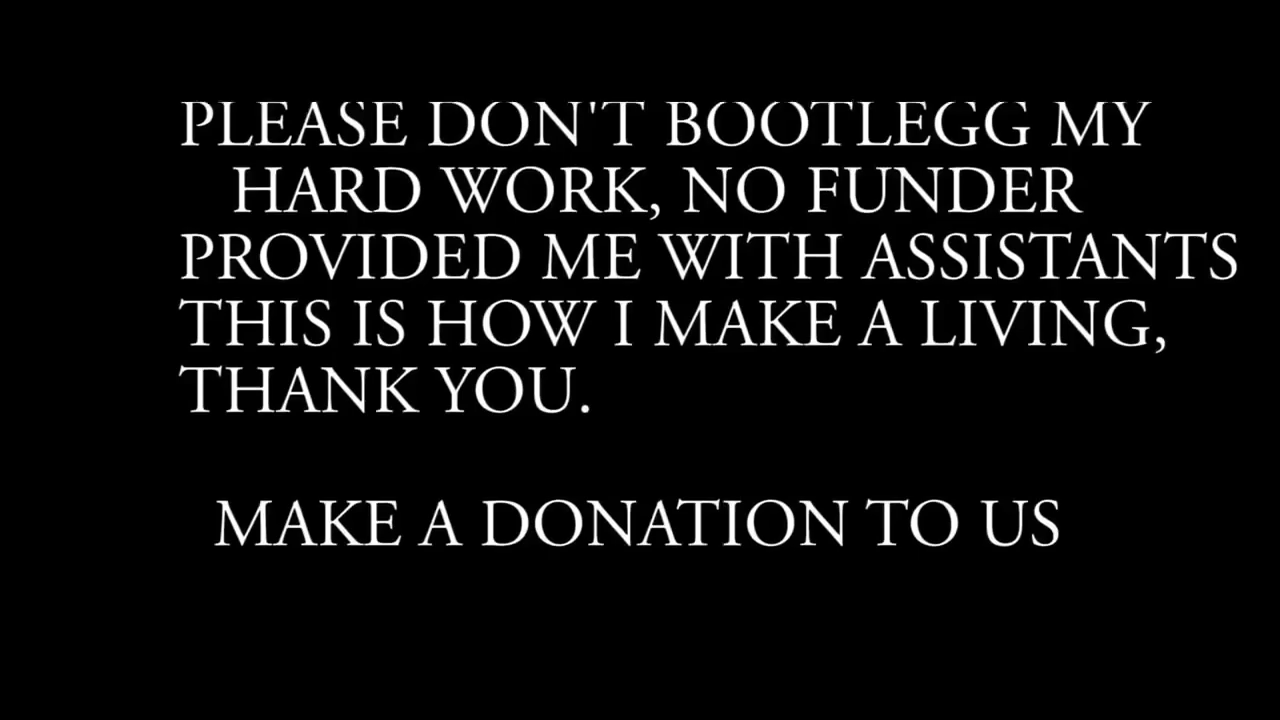 PLEASE DON'T BOOTLEGG MY
HARD WORK, NO FUNDER
PROVIDED ME WITH ASSISTANTS
THIS IS HOW I MAKE A LIVING,
THANK YOU.
MAKE A DONATION TO US